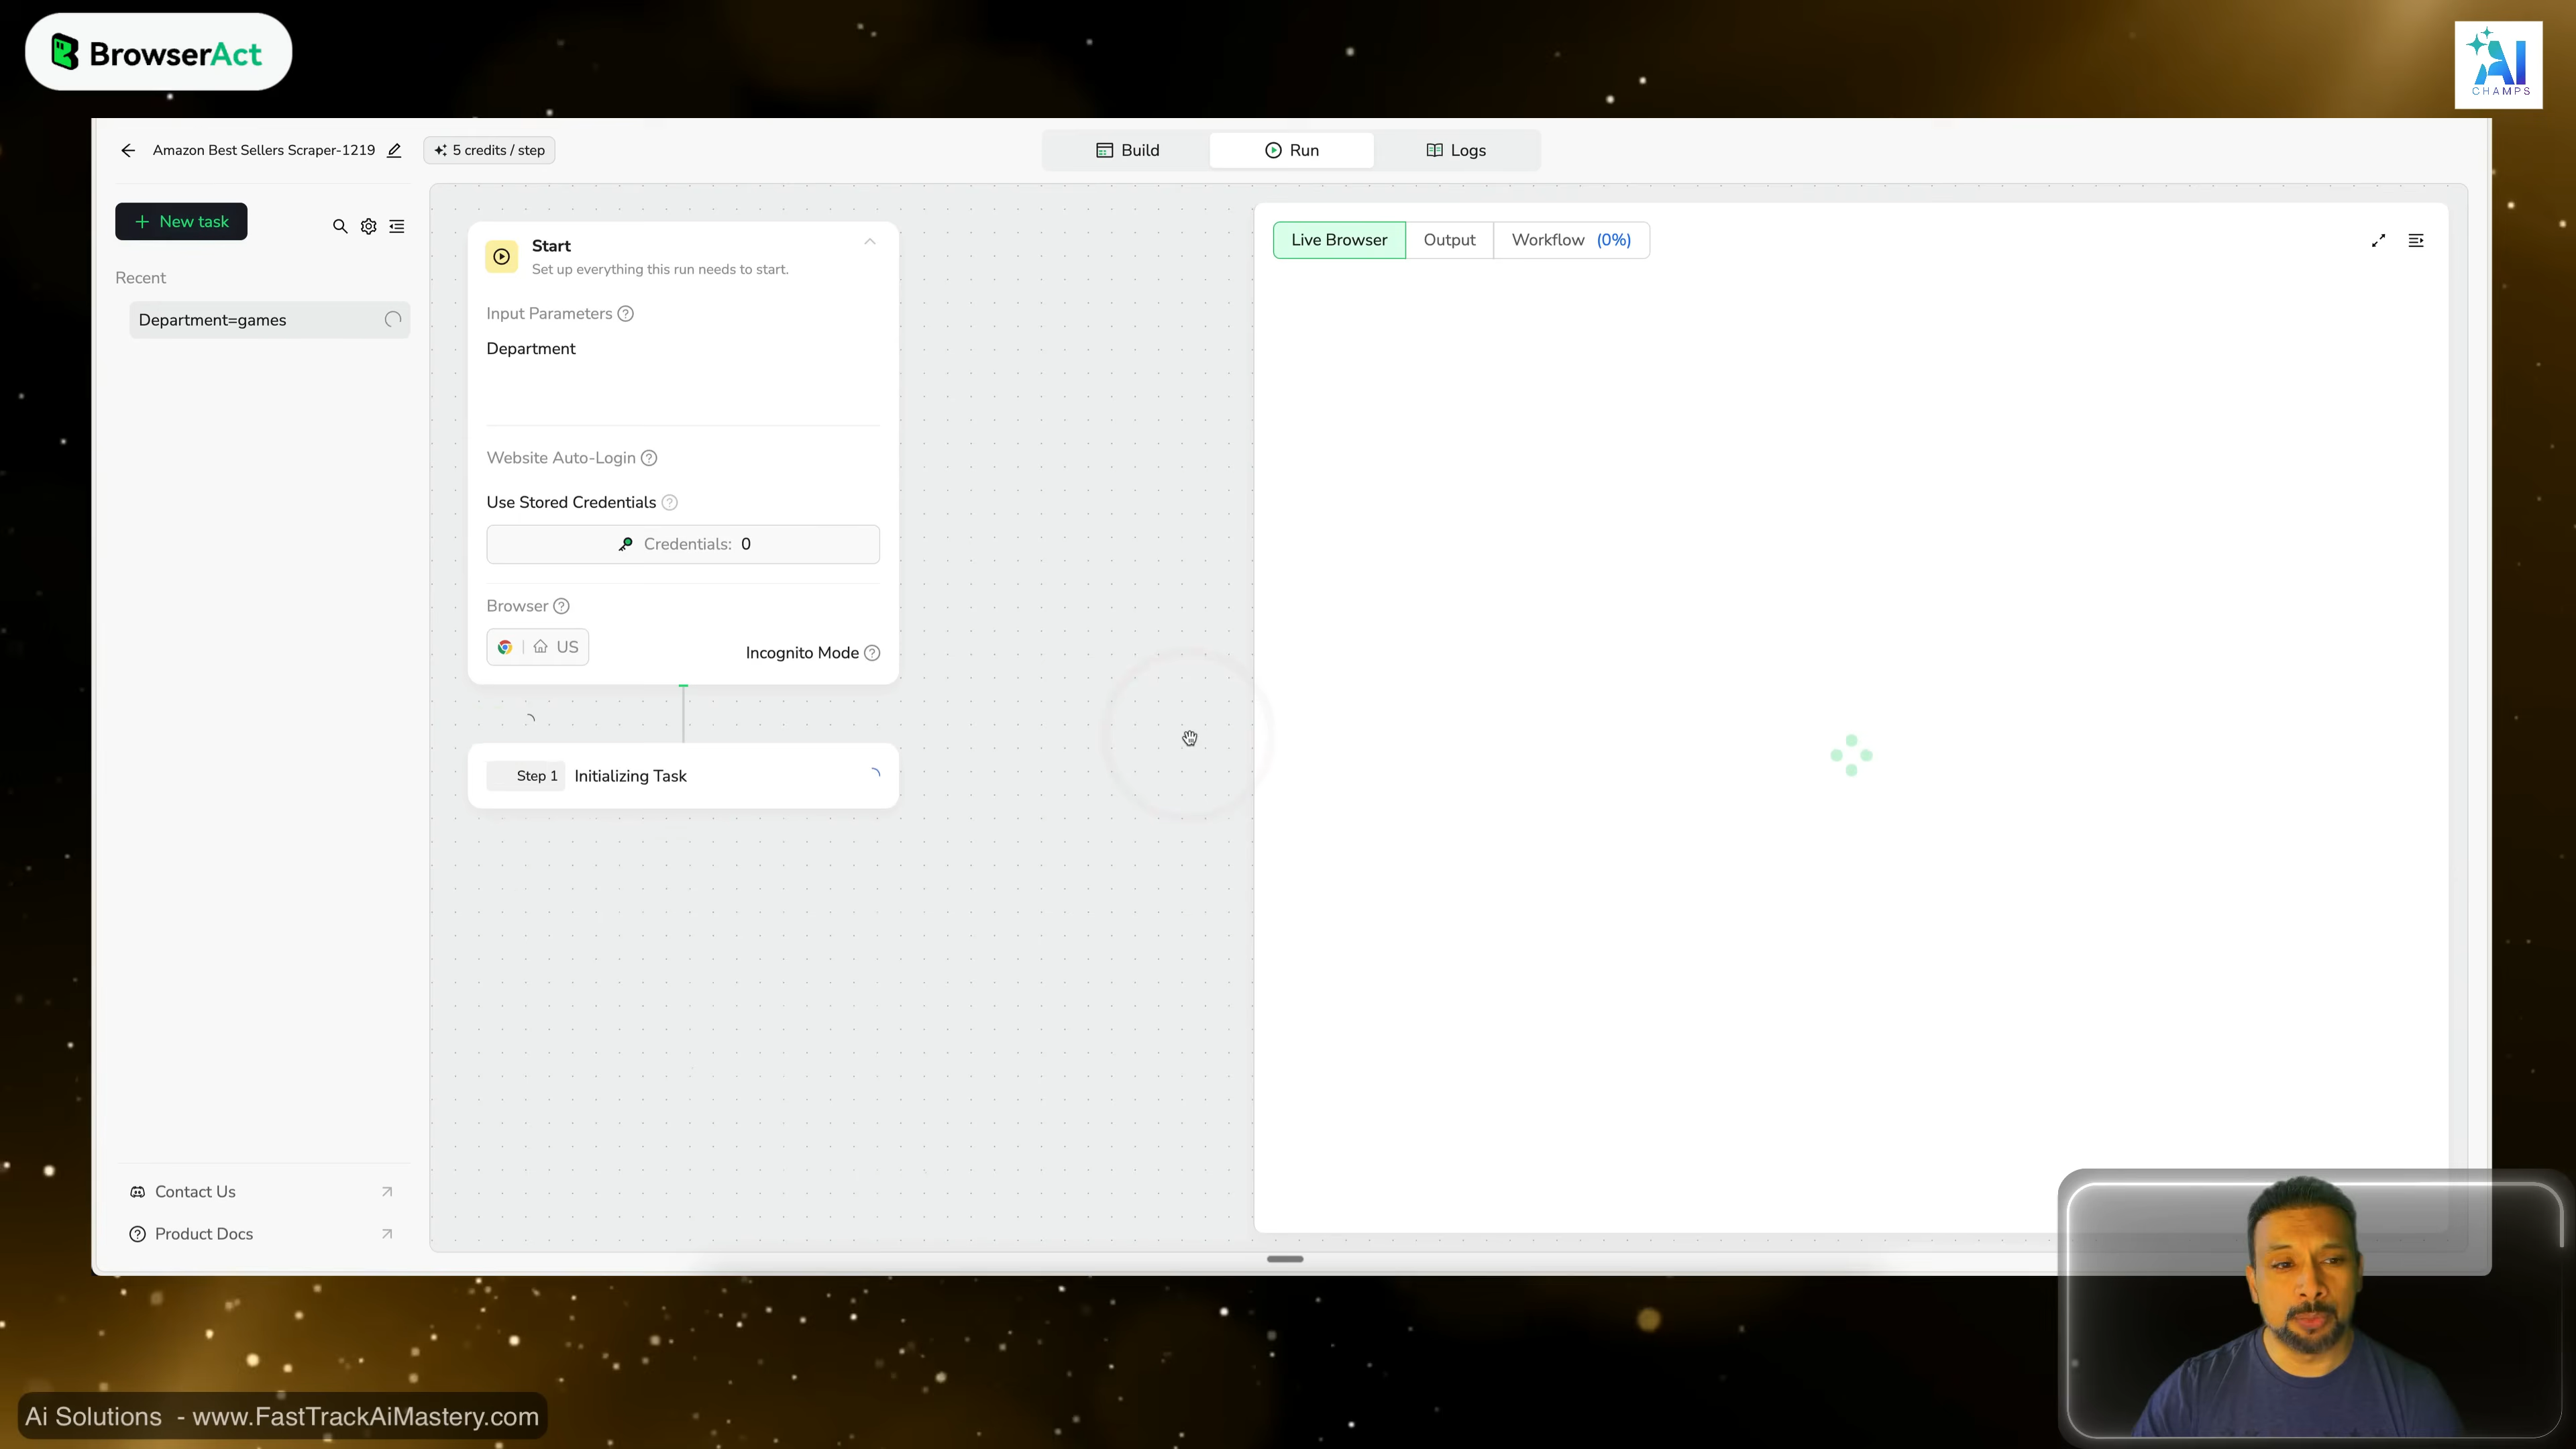 BrowserAct
AI
CHAMPS
Amazon Best Sellers Scraper-1219
5 credits / step
Build
Run
Logs
+ New task
Recent
Department=games
Start
Set up everything this run needs to start.
Input Parameters ?
Department
Website Auto-Login ?
Use Stored Credentials ?
Credentials: 0
Browser ?
US
Incognito Mode ?
Step 1 Initializing Task
Live Browser
Output
Workflow (0%)
Contact Us
Product Docs
Ai Solutions - www.FastTrackAiMastery.com